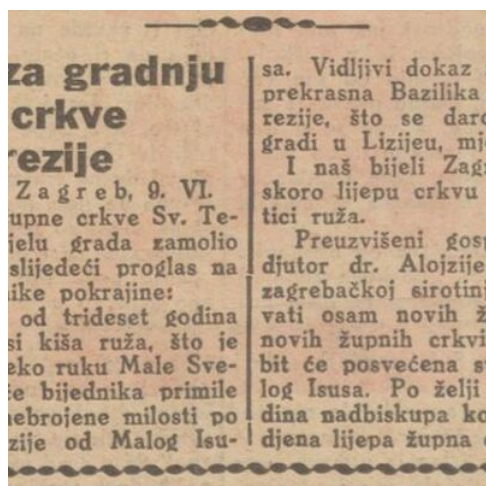 za gradnju
crkve
rezije
Zagreb, 9. VI.
upne crkve Sv. Te-
jelu grada zamolio
slijedeći proglas na
nike pokrajine:
od trideset godina
si kiša ruža, što je
eko ruku Male Sve-
e bijednika primile
nebrojene milosti po
zije od Malog Isu-
sa. Vidljivi dokaz
prekrasna Bazilika
rezije, što se daro
gradi u Lizijeu, mj
I naš bijeli Zagr
skoro lijepu crkvu
tici ruža.
Preuzvišeni gosp
djutor dr. Alojzije
zagrebačkoj sirotinj
vati osam novih ž
novih župnih crkvi
bit će posvećena s
log Isusa. Po želji
dina nadbiskupa ko
djena lijepa župna